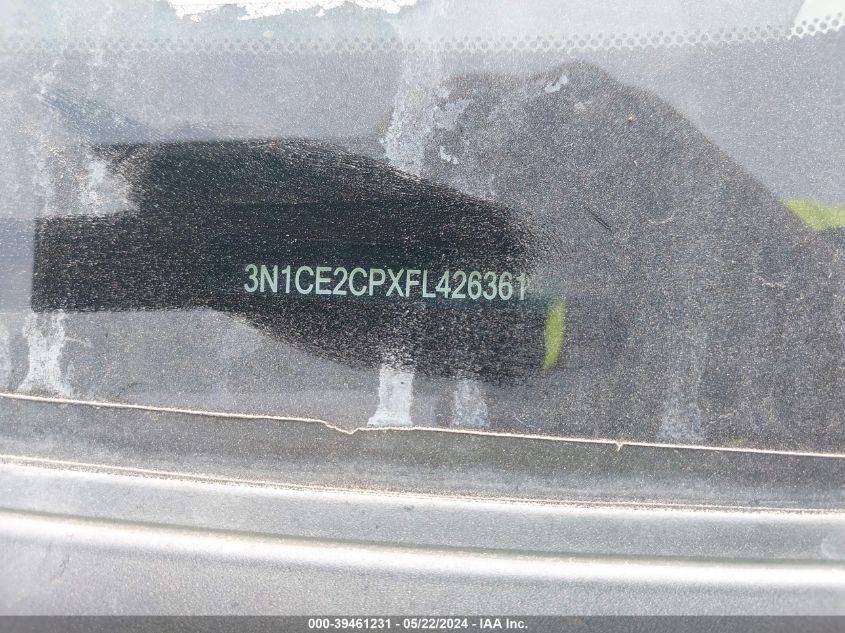 3N1CE2CPXFL426361
000-39461231 - 05/22/2024 - IAA Inc.